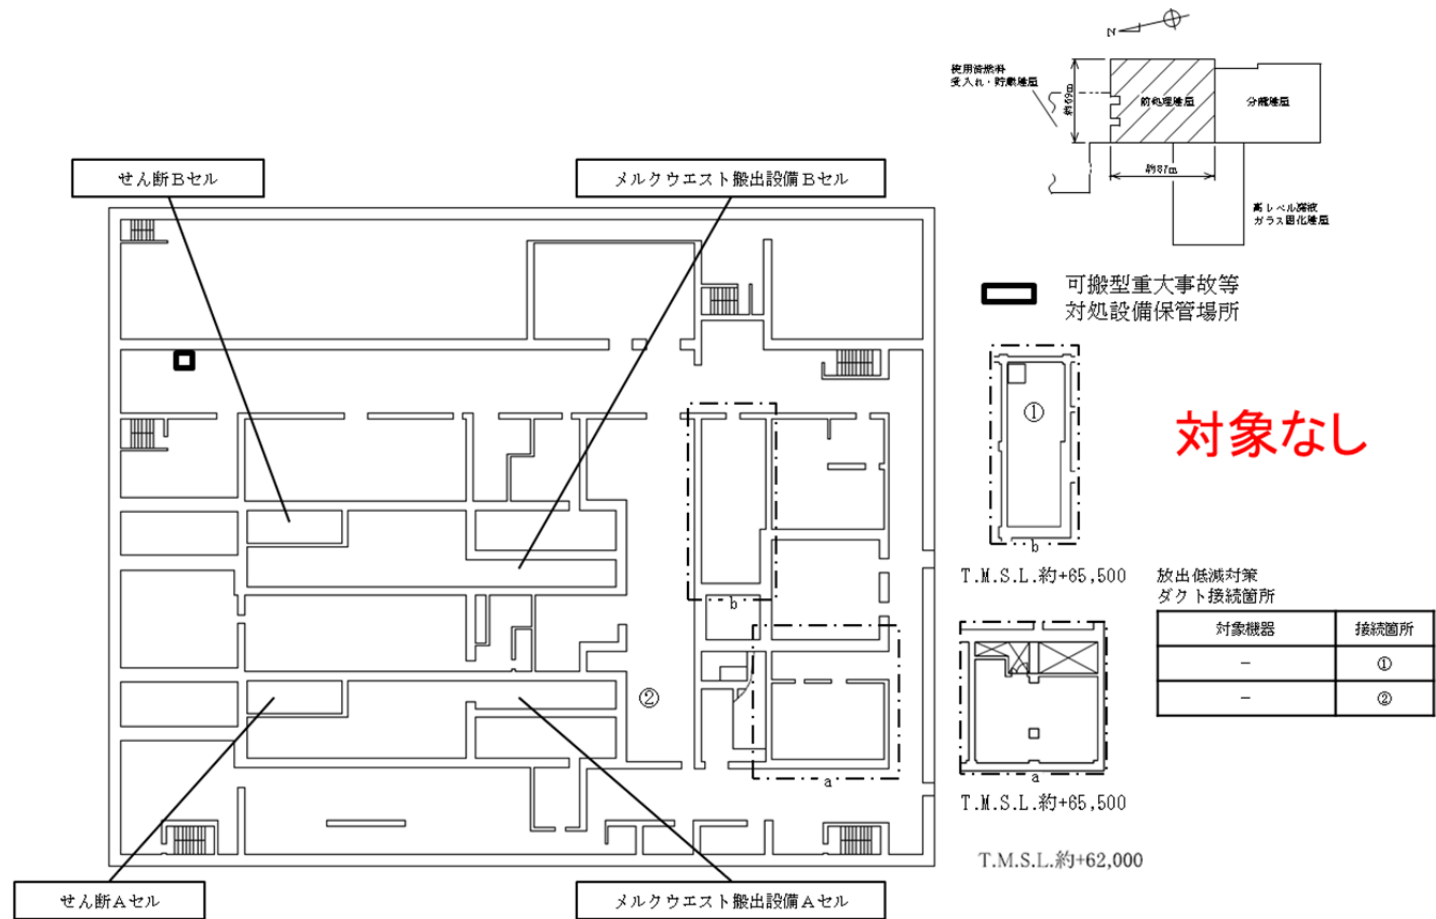 N
使用済燃料
受入れ・貯蔵建屋
約69m
前処理建屋
分離建屋
約87m
高レベル廃液
ガラス固化建屋
せん断Bセル
メルクウエスト搬出設備Bセル
可搬型重大事故等
対処設備保管場所
①
対象なし
b
T.M.S.L.約+65,500
放出低減対策
ダクト接続箇所
対象機器
接続箇所
－
①
－
②
b
②
a
a
T.M.S.L.約+65,500
T.M.S.L.約+62,000
せん断Aセル
メルクウエスト搬出設備Aセル